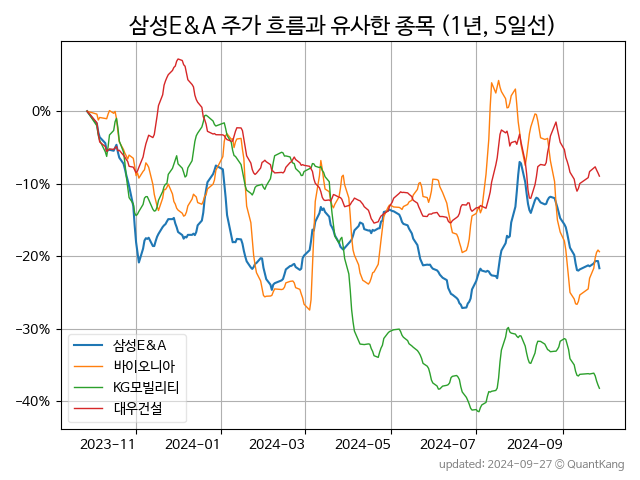 삼성E&A 주가 흐름과 유사한 종목 (1년, 5일선)
0%
−10%
−20%
−30%
−40%
삼성E&A
바이오니아
KG모빌리티
대우건설
2023−11
2024−01
2024−03
2024−05
2024−07
2024−09
updated: 2024-09-27 © QuantKang